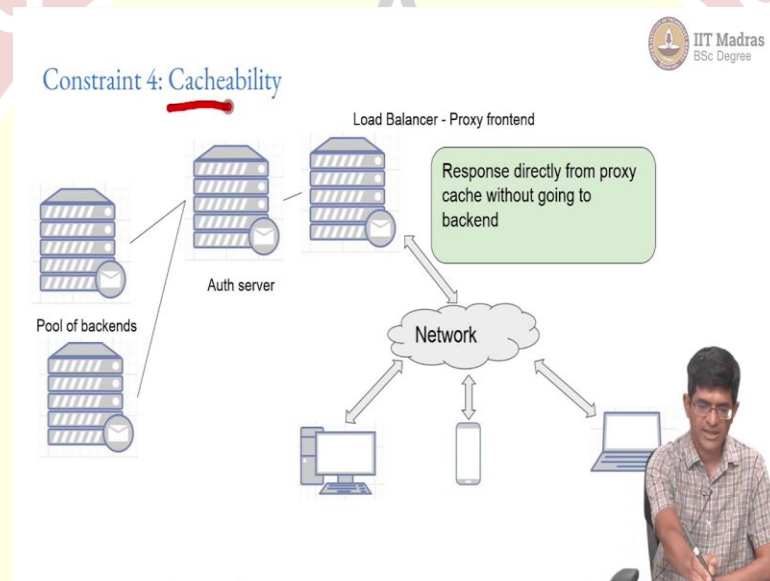 IIT Madras
BSc Degree
Constraint 4: Cacheability
Load Balancer - Proxy frontend
Response directly from proxy
cache without going to
backend
Auth server
Pool of backends
Network